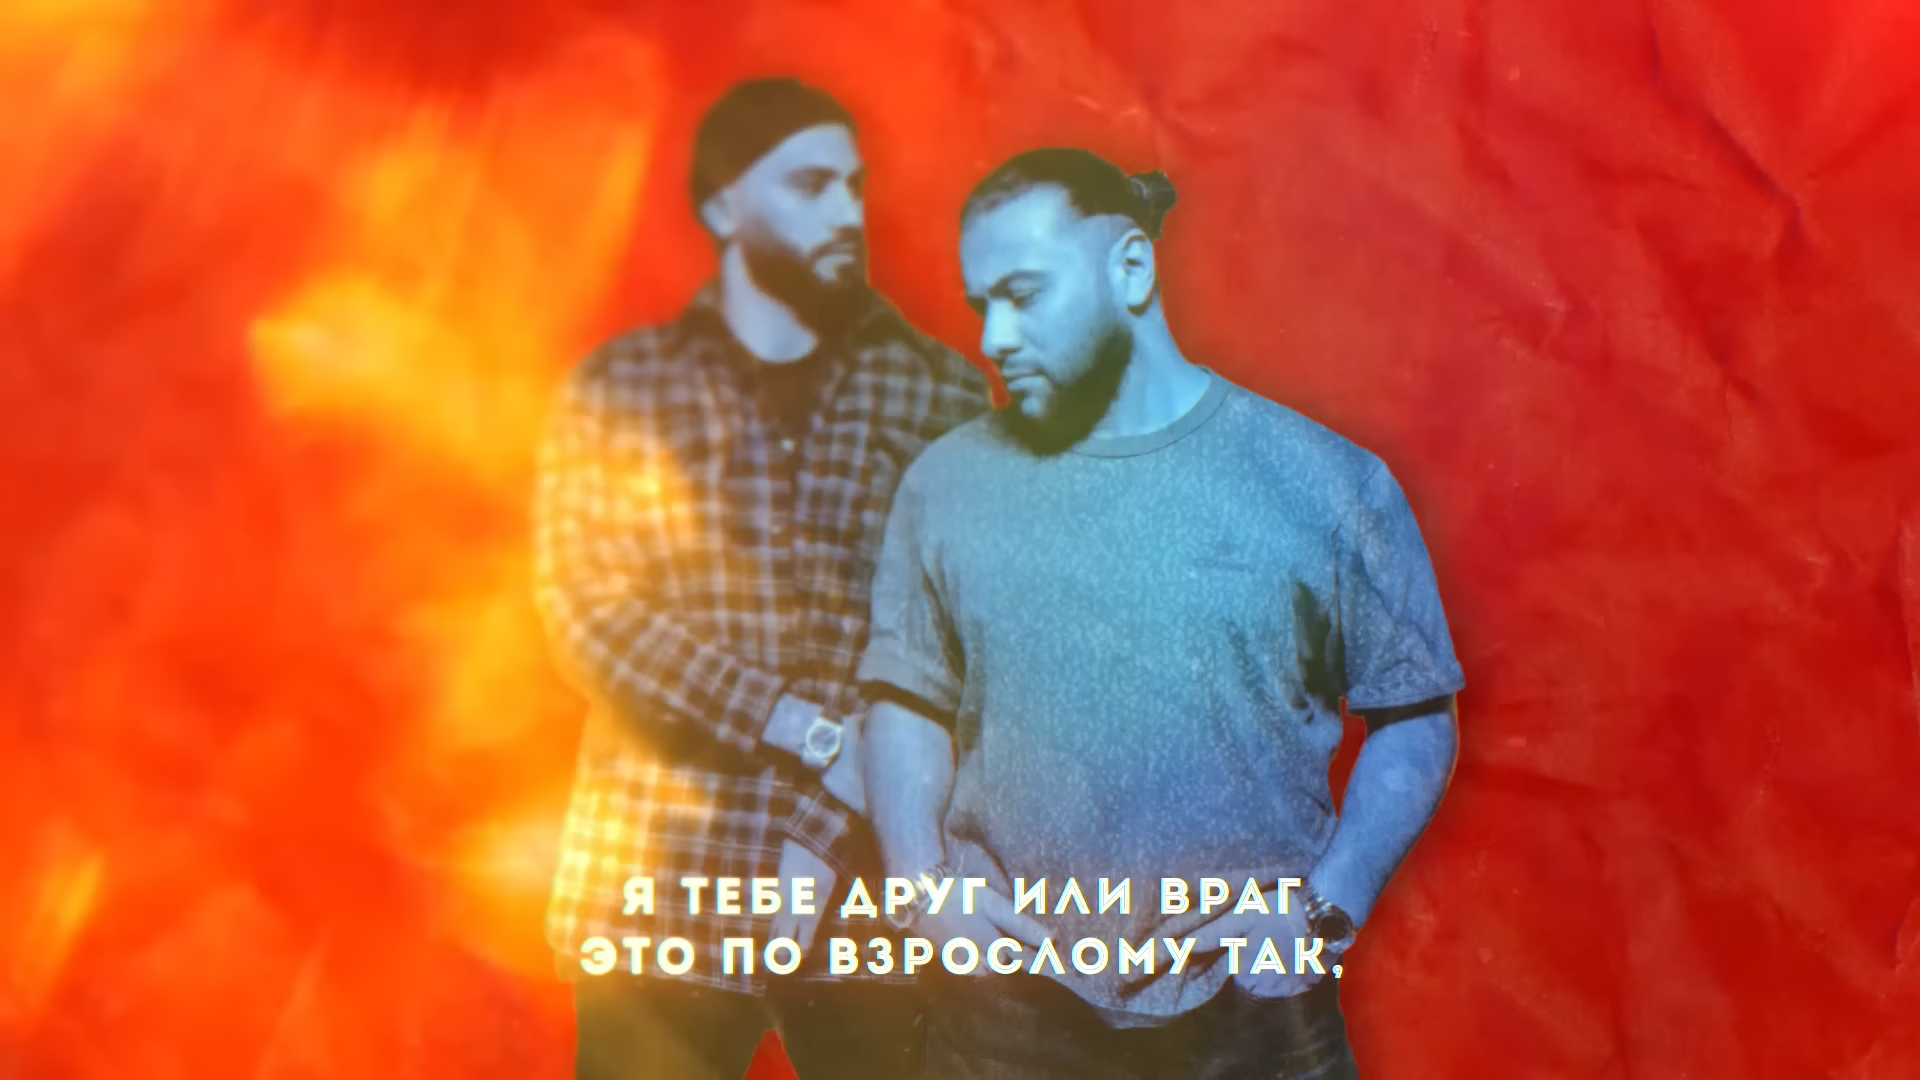 Я ТЕБЕ ДРУГ ИЛИ ВРАГ
ЭТО ПО ВЗРОСЛОМУ ТАК,